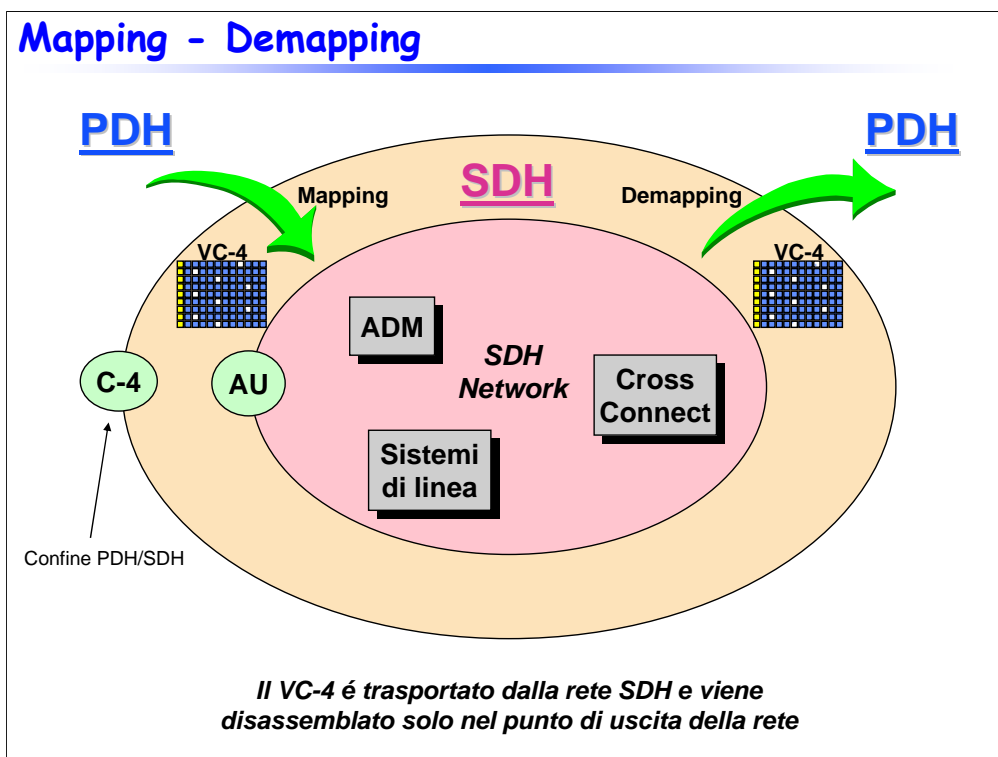 Mapping - Demapping
PDH
PDH
SDH
Mapping
Demapping
VC-4
VC-4
ADM
SDH
Network
Cross
Connect
C-4
AU
Sistemi
di linea
Confine PDH/SDH
Il VC-4 é trasportato dalla rete SDH e viene
disassemblato solo nel punto di uscita della rete